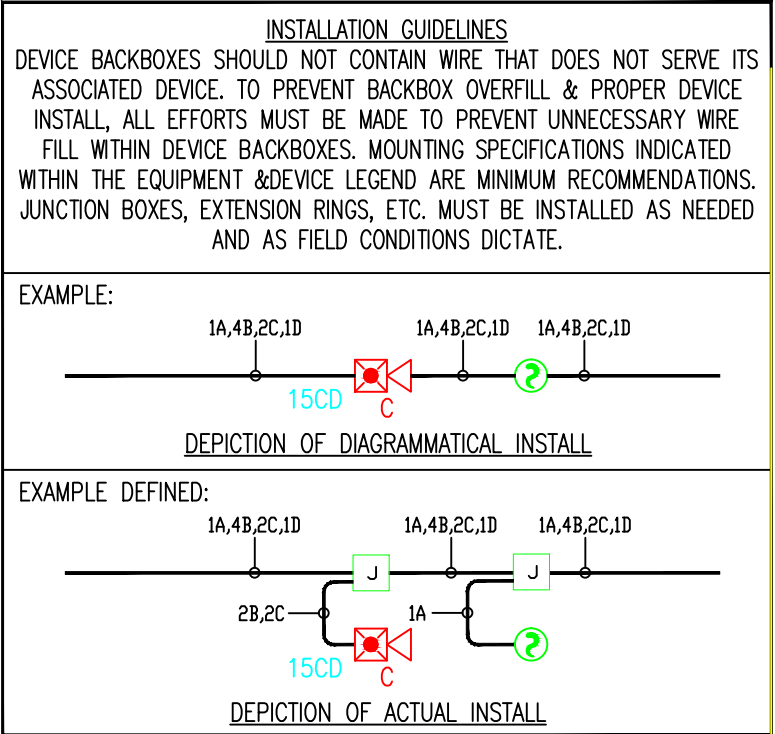 INSTALLATION GUIDELINES
DEVICE BACKBOXES SHOULD NOT CONTAIN WIRE THAT DOES NOT SERVE ITS
ASSOCIATED DEVICE. TO PREVENT BACKBOX OVERFILL & PROPER DEVICE
INSTALL, ALL EFFORTS MUST BE MADE TO PREVENT UNNECESSARY WIRE
FILL WITHIN DEVICE BACKBOXES. MOUNTING SPECIFICATIONS INDICATED
WITHIN THE EQUIPMENT &DEVICE LEGEND ARE MINIMUM RECOMMENDATIONS.
JUNCTION BOXES, EXTENSION RINGS, ETC. MUST BE INSTALLED AS NEEDED
AND AS FIELD CONDITIONS DICTATE.
EXAMPLE:
1A,4B,2C,1D 1A,4B,2C,1D 1A,4B,2C,1D
15CD C
DEPICTION OF DIAGRAMMATICAL INSTALL
EXAMPLE DEFINED:
1A,4B,2C,1D 1A,4B,2C,1D 1A,4B,2C,1D
J J
2B,2C 1A
15CD C
DEPICTION OF ACTUAL INSTALL